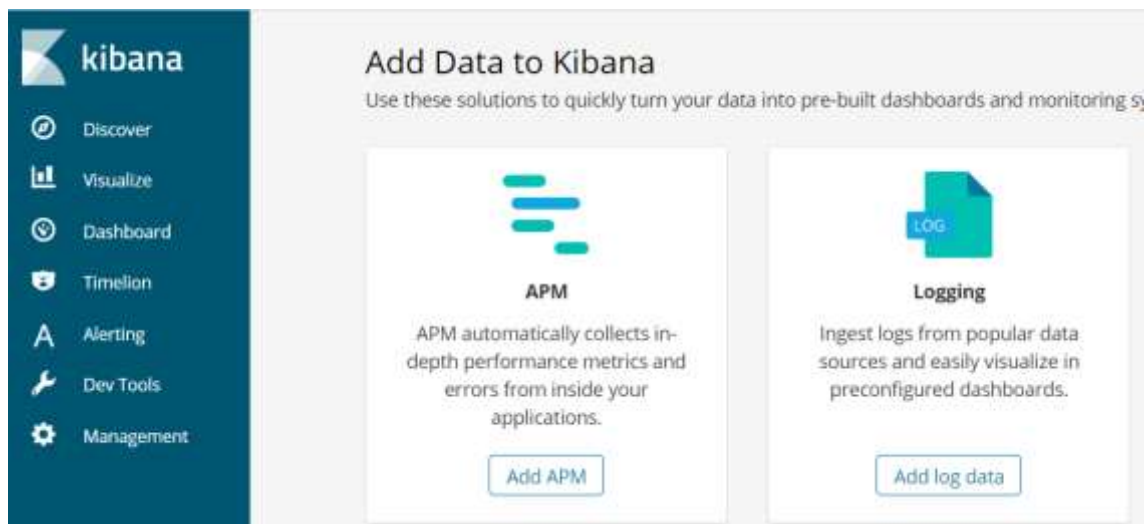 kibana
Discover
Visualize
Dashboard
Timelion
A Alerting
Dev Tools
Management
Add Data to Kibana
Use these solutions to quickly turn your data into pre-built dashboards and monitoring sy
LOG
APM
APM automatically collects in-
depth performance metrics and
errors from inside your
applications.
Add APM
Logging
Ingest logs from popular data
sources and easily visualize in
preconfigured dashboards.
Add log data